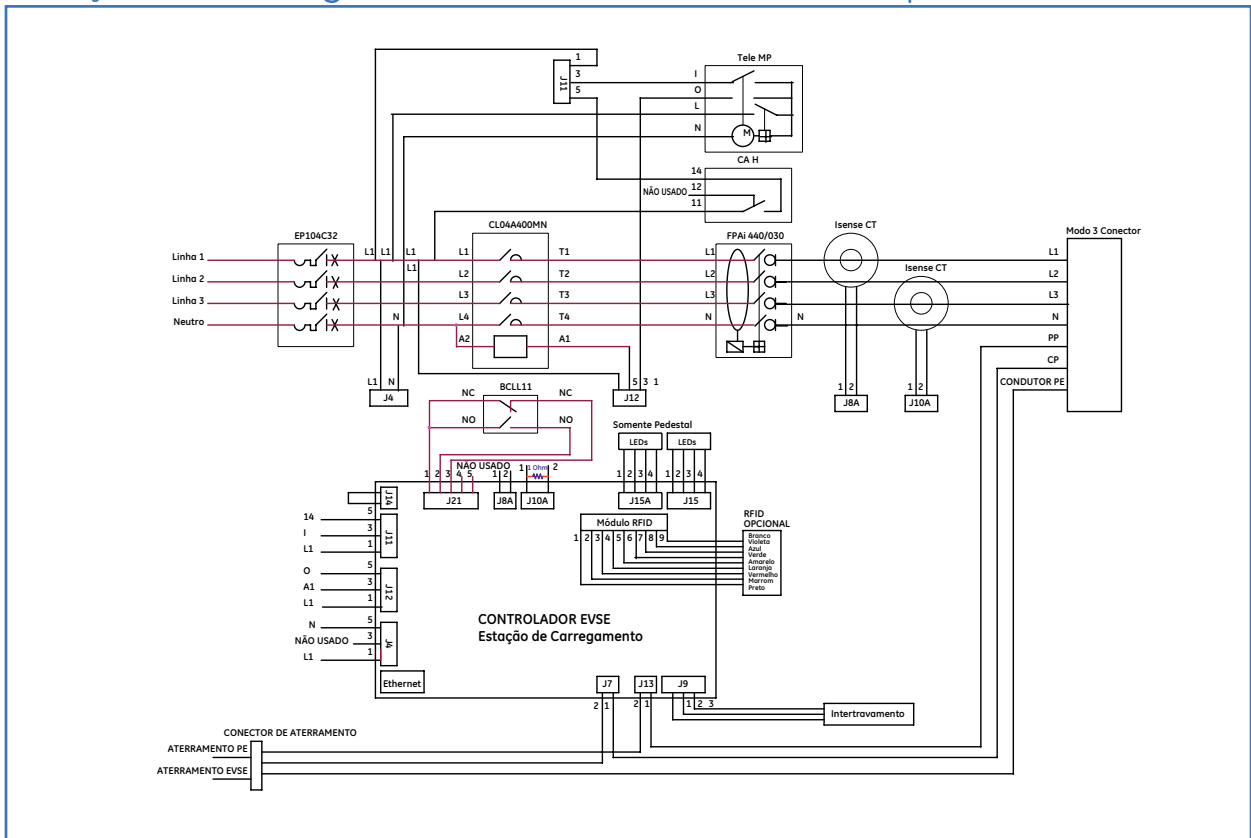 1
3
5
J11
Tele MP
I
O
L
N
M
CA H
14
NÃO USADO
12
11
EP104C32
CL04A400MN
FPAi 440/030
Isense CT
Isense CT
Modo 3 Conector
Linha 1
L1
L1
L1
L1
L1
T1
L1
L1
Linha 2
L2
T2
L2
L2
Linha 3
L3
T3
L3
L3
Neutro
N
L4
T4
N
N
N
A2
A1
PP
CP
CONDUTOR PE
L1 N
J4
BCLL11
NC
NC
NO
NO
5 3 1
J12
1 2
J8A
1 2
J10A
Somente Pedestal
LEDs
LEDs
NÃO USADO
1 2 3 4 5
J21
1 2
J8A
1
1 Ohm
2
J10A
1 2 3 4
J15A
1 2 3 4
J15
J14
14
I
L1
5
3
1
J11
O
A1
L1
5
3
1
J12
N
NÃO USADO
L1
5
3
1
J4
Ethernet
Módulo RFID
1 2 3 4 5 6 7 8 9
RFID
OPCIONAL
Branco
Violeta
Azul
Verde
Amarelo
Laranja
Vermelho
Marrom
Preto
CONTROLADOR EVSE
Estação de Carregamento
J7
J13
J9
2 1
2 1
1 2 3
Intertravamento
CONECTOR DE ATERRAMENTO
ATERRAMENTO PE
ATERRAMENTO EVSE